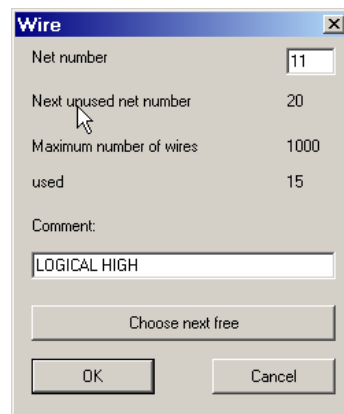 Wire
Net number 11
Next unused net number 20
Maximum number of wires 1000
used 15
Comment:
LOGICAL HIGH
Choose next free
OK Cancel